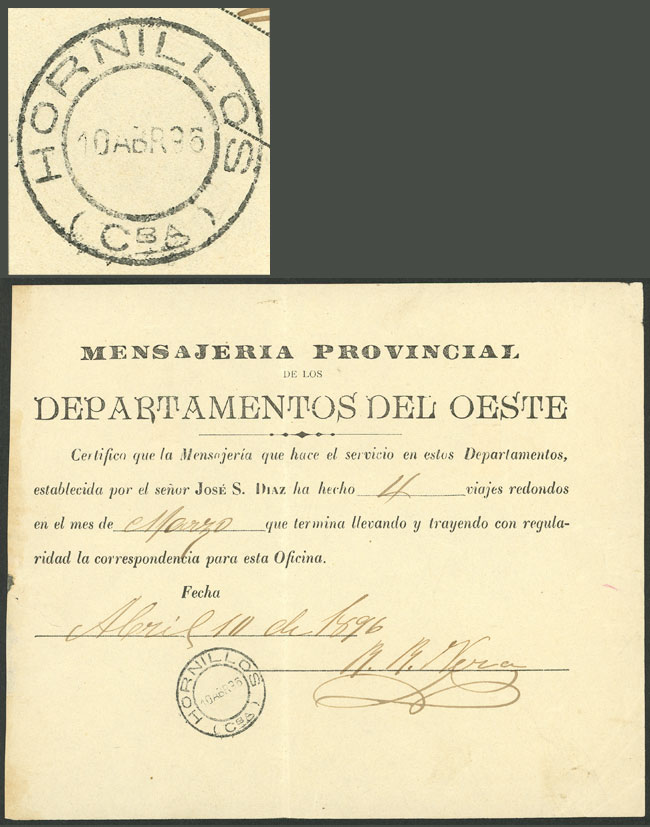 HORNILLOS
10 ABR 96
(CBA)
MENSAJERIA PROVINCIAL
DE LOS
DEPARTAMENTOS DEL OESTE
Certifico que la Mensajería que hace el servicio en estos Departamentos,
establecida por el señor JOSÉ S. DIAZ ha hecho 4 viajes redondos
en el mes de Marzo que termina llevando y trayendo con regula-
ridad la correspondencia para esta Oficina.
Fecha
Abril 10 de 1896
R. R. Vera
HORNILLOS
10 ABR 96
(CBA)